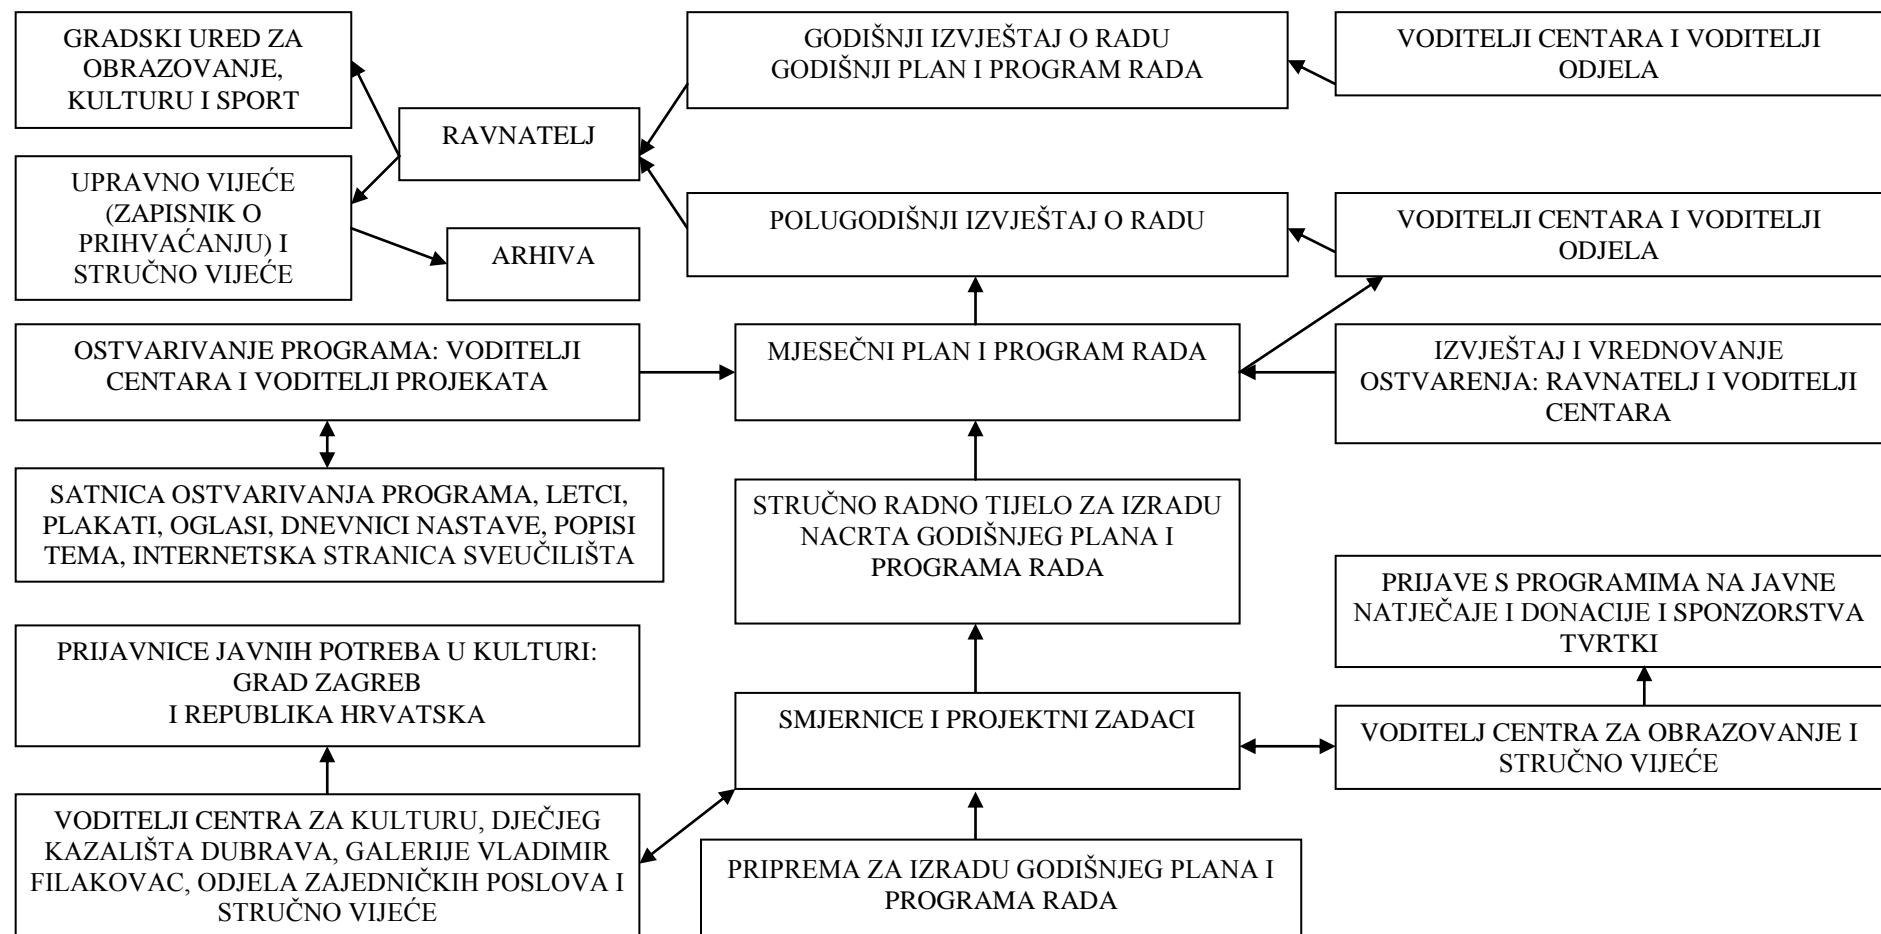 GRADSKI URED ZA
OBRAZOVANJE,
KULTURU I SPORT
GODIŠNJI IZVJEŠTAJ O RADU
GODIŠNJI PLAN I PROGRAM RADA
VODITELJI CENTARA I VODITELJI
ODJELA
RAVNATELJ
UPRAVNO VIJEĆE
(ZAPISNIK O
PRIHVAĆANJU) I
STRUČNO VIJEĆE
POLUGODIŠNJI IZVJEŠTAJ O RADU
VODITELJI CENTARA I VODITELJI
ODJELA
ARHIVA
OSTVARIVANJE PROGRAMA: VODITELJI
CENTARA I VODITELJI PROJEKATA
MJESEČNI PLAN I PROGRAM RADA
IZVJEŠTAJ I VREDNOVANJE
OSTVARENJA: RAVNATELJ I VODITELJI
CENTARA
SATNICA OSTVARIVANJA PROGRAMA, LETCI,
PLAKATI, OGLASI, DNEVNICI NASTAVE, POPISI
TEMA, INTERNETSKA STRANICA SVEUČILIŠTA
STRUČNO RADNO TIJELO ZA IZRADU
NACRTA GODIŠNJEG PLANA I
PROGRAMA RADA
PRIJAVE S PROGRAMIMA NA JAVNE
NATJEČAJE I DONACIJE I SPONZORSTVA
TVRTKI
PRIJAVNICE JAVNIH POTREBA U KULTURI:
GRAD ZAGREB
I REPUBLIKA HRVATSKA
SMJERNICE I PROJEKTNI ZADACI
VODITELJ CENTRA ZA OBRAZOVANJE I
STRUČNO VIJEĆE
VODITELJI CENTRA ZA KULTURU, DJEČJEG
KAZALIŠTA DUBRAVA, GALERIJE VLADIMIR
FILAKOVAC, ODJELA ZAJEDNIČKIH POSLOVA I
STRUČNO VIJEĆE
PRIPREMA ZA IZRADU GODIŠNJEG PLANA I
PROGRAMA RADA